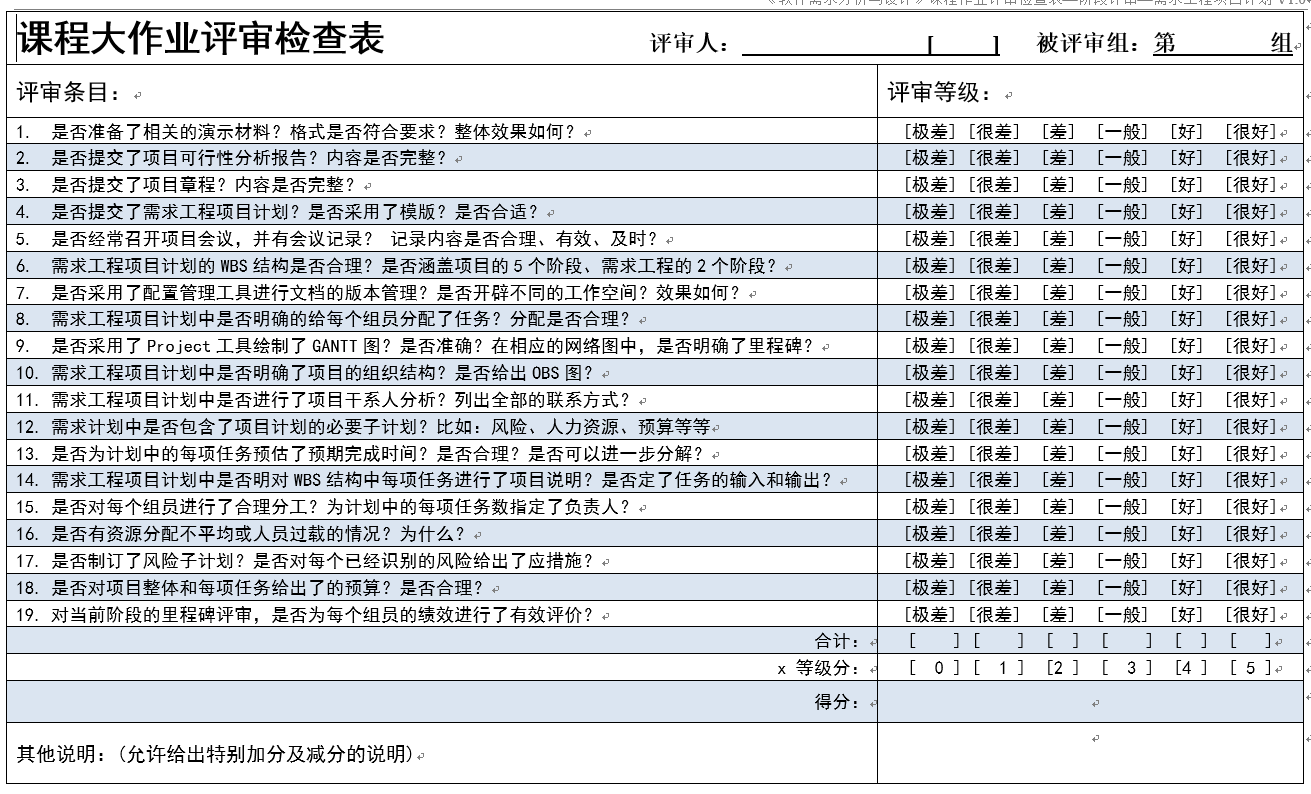 课程大作业评审检查表 评审人： [ ] 被评审组：第 组
评审条目： 评审等级：
1. 是否准备了相关的演示材料？格式是否符合要求？整体效果如何？ [极差] [很差] [差] [一般] [好] [很好]
2. 是否提交了项目可行性分析报告？内容是否完整？ [极差] [很差] [差] [一般] [好] [很好]
3. 是否提交了项目章程？内容是否完整？ [极差] [很差] [差] [一般] [好] [很好]
4. 是否提交了需求工程项目计划？是否采用了模版？是否合适？ [极差] [很差] [差] [一般] [好] [很好]
5. 是否经常召开项目会议，并有会议记录？ 记录内容是否合理、有效、及时？ [极差] [很差] [差] [一般] [好] [很好]
6. 需求工程项目计划的 WBS 结构是否合理？是否涵盖项目的 5 个阶段、需求工程的 2 个阶段？ [极差] [很差] [差] [一般] [好] [很好]
7. 是否采用了配置管理工具进行文档的版本管理？是否开辟不同的工作空间？效果如何？ [极差] [很差] [差] [一般] [好] [很好]
8. 需求工程项目计划中是否明确的给每个组员分配了任务？分配是否合理？ [极差] [很差] [差] [一般] [好] [很好]
9. 是否采用了 Project 工具绘制了 GANTT 图？是否准确？在相应的网络图中，是否明确了里程碑？ [极差] [很差] [差] [一般] [好] [很好]
10. 需求工程项目计划中是否明确了项目的组织结构？是否给出 OBS 图？ [极差] [很差] [差] [一般] [好] [很好]
11. 需求工程项目计划中是否进行了项目干系人分析？列出全部的联系方式？ [极差] [很差] [差] [一般] [好] [很好]
12. 需求计划中是否包含了项目计划的必要子计划？比如：风险、人力资源、预算等等 [极差] [很差] [差] [一般] [好] [很好]
13. 是否为计划中的每项任务预估了预期完成时间？是否合理？是否可以进一步分解？ [极差] [很差] [差] [一般] [好] [很好]
14. 需求工程项目计划中是否明对 WBS 结构中每项任务进行了项目说明？是否定了任务的输入和输出？ [极差] [很差] [差] [一般] [好] [很好]
15. 是否对每个组员进行了合理分工？为计划中的每项任务数指定了负责人？ [极差] [很差] [差] [一般] [好] [很好]
16. 是否有资源分配不平均或人员过载的情况？为什么？ [极差] [很差] [差] [一般] [好] [很好]
17. 是否制订了风险子计划？是否对每个已经识别的风险给出了应措施？ [极差] [很差] [差] [一般] [好] [很好]
18. 是否对项目整体和每项任务给出了的预算？是否合理？ [极差] [很差] [差] [一般] [好] [很好]
19. 对当前阶段的里程碑评审，是否为每个组员的绩效进行了有效评价？ [极差] [很差] [差] [一般] [好] [很好]
合计： [ ] [ ] [ ] [ ] [ ] [ ]
x 等级分： [ 0 ] [ 1 ] [2 ] [ 3 ] [4 ] [ 5 ]
得分：
其他说明：(允许给出特别加分及减分的说明)